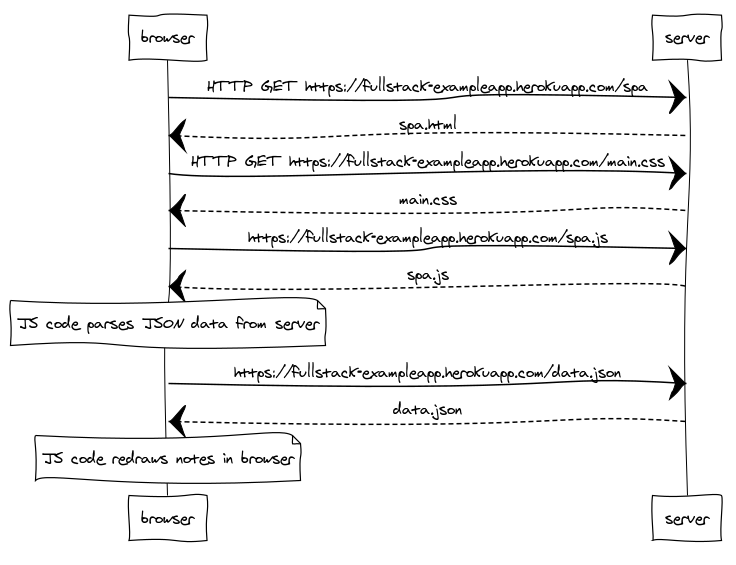 browser
server
HTTP GET https://fullstack-exampleapp.herokuapp.com/spa
spa.html
HTTP GET https://fullstack-exampleapp.herokuapp.com/main.css
main.css
https://fullstack-exampleapp.herokuapp.com/spa.js
spa.js
JS code parses JSON data from server
https://fullstack-exampleapp.herokuapp.com/data.json
data.json
JS code redraws notes in browser
browser
server